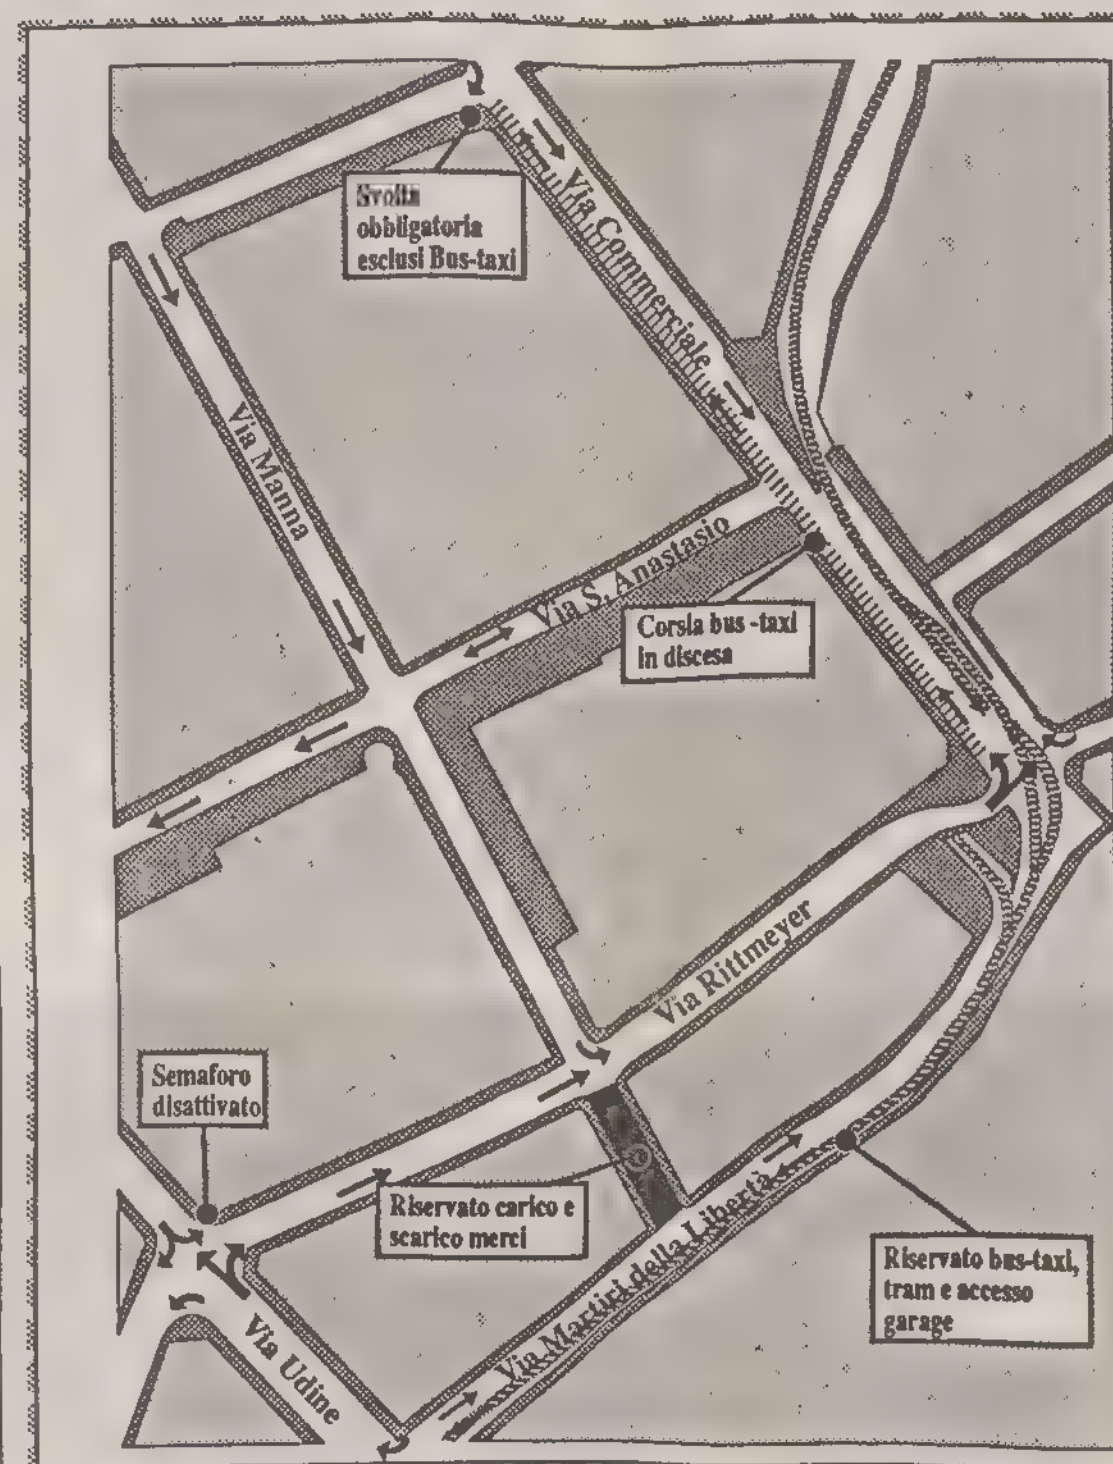 Svolta
obbligatoria
esclusi Bus-taxi
Via Commerciale
Via Manna
Via S. Anastasio
Corsia bus -taxi
in discesa
Via Rittmeyer
Semaforo
disattivato
Riservato carico e
scarico merci
Via Martiri della Libertà
Riservato bus-taxi,
tram e accesso
garage
Via Udine